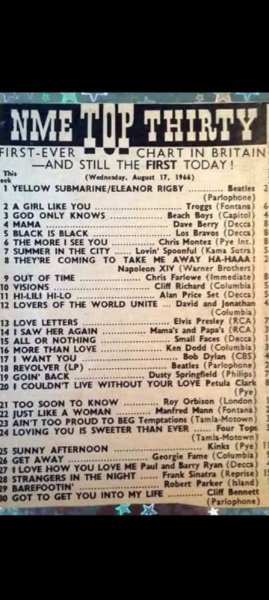 NME TOP THIRTY
FIRST-EVER CHART IN BRITAIN
—AND STILL THE FIRST TODAY!
This (Wednesday, August 17, 1966)
Week
1 YELLOW SUBMARINE/ELEANOR RIGBY Beatles
(Parlophone)
2 A GIRL LIKE YOU Troggs (Fontana)
3 GOD ONLY KNOWS Beach Boys (Capitol)
4 MAMA Dave Berry (Decca)
5 BLACK IS BLACK Los Bravos (Decca)
6 THE MORE I SEE YOU Chris Montez (Pye Int.)
7 SUMMER IN THE CITY Lovin' Spoonful (Kama Sutra)
8 THEY'RE COMING TO TAKE ME AWAY HA-HAAA!
Napoleon XIV (Warner Brothers)
9 OUT OF TIME Chris Farlowe (Immediate)
10 VISIONS Cliff Richard (Columbia)
11 HI-LILI HI-LO Alan Price Set (Decca)
12 LOVERS OF THE WORLD UNITE David and Jonathan
(Columbia)
13 LOVE LETTERS Elvis Presley (RCA)
14 I SAW HER AGAIN Mama's and Papa's (RCA)
15 ALL OR NOTHING Small Faces (Decca)
16 MORE THAN LOVE Ken Dodd (Columbia)
17 I WANT YOU Bob Dylan (CBS)
18 REVOLVER (LP) Beatles (Parlophone)
19 GOIN' BACK Dusty Springfield (Philips)
20 I COULDN'T LIVE WITHOUT YOUR LOVE Petula Clark
(Pye)
21 TOO SOON TO KNOW Roy Orbison (London)
22 JUST LIKE A WOMAN Manfred Mann (Fontana)
23 AIN'T TOO PROUD TO BEG Temptations (Tamla-Motown)
24 LOVING YOU IS SWEETER THAN EVER Four Tops
(Tamla-Motown)
25 SUNNY AFTERNOON Kinks (Pye)
26 GET AWAY Georgie Fame (Columbia)
27 I LOVE HOW YOU LOVE ME Paul and Barry Ryan (Decca)
28 STRANGERS IN THE NIGHT Frank Sinatra (Reprise)
29 BAREFOOTIN' Robert Parker (Island)
30 GOT TO GET YOU INTO MY LIFE Cliff Bennett
(Parlophone)